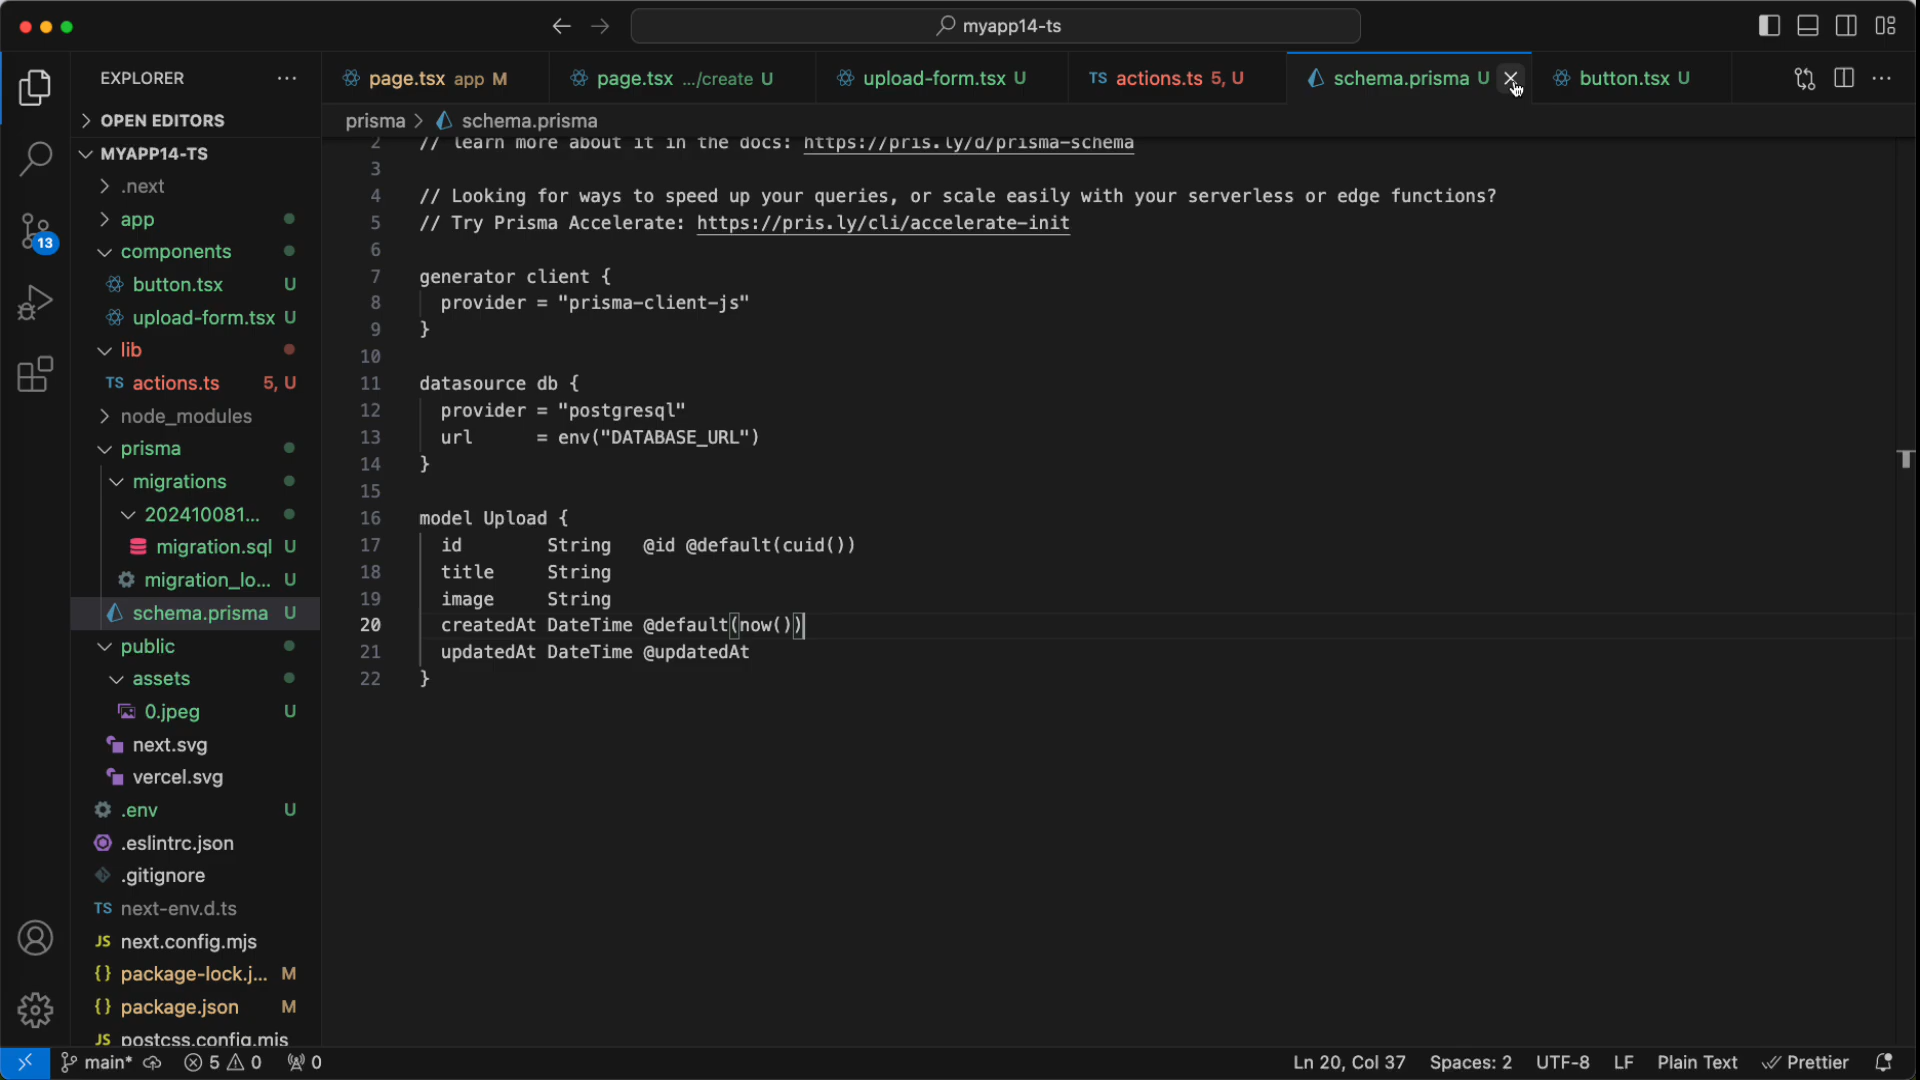 myapp14-ts
EXPLORER
page.tsx app M
page.tsx .../create U
upload-form.tsx U
TS actions.ts 5, U
schema.prisma U
button.tsx U
OPEN EDITORS
MYAPP14-TS
.next
app
components
button.tsx U
upload-form.tsx U
lib
TS actions.ts 5, U
node_modules
prisma
migrations
202410081...
migration.sql U
migration_lo... U
schema.prisma U
public
assets
0.jpeg U
next.svg
vercel.svg
.env U
.eslintrc.json
.gitignore
TS next-env.d.ts
JS next.config.mjs
{} package-lock.j... M
{} package.json M
JS postcss.config.mjs
13
prisma > schema.prisma
2 // learn more about it in the docs: https://pris.ly/d/prisma-schema
3
4 // Looking for ways to speed up your queries, or scale easily with your serverless or edge functions?
5 // Try Prisma Accelerate: https://pris.ly/cli/accelerate-init
6
7 generator client {
8 provider = "prisma-client-js"
9 }
10
11 datasource db {
12 provider = "postgresql"
13 url = env("DATABASE_URL")
14 }
15
16 model Upload {
17 id String @id @default(cuid())
18 title String
19 image String
20 createdAt DateTime @default(now())
21 updatedAt DateTime @updatedAt
22 }
main* 5 0 0
Ln 20, Col 37 Spaces: 2 UTF-8 LF Plain Text Prettier